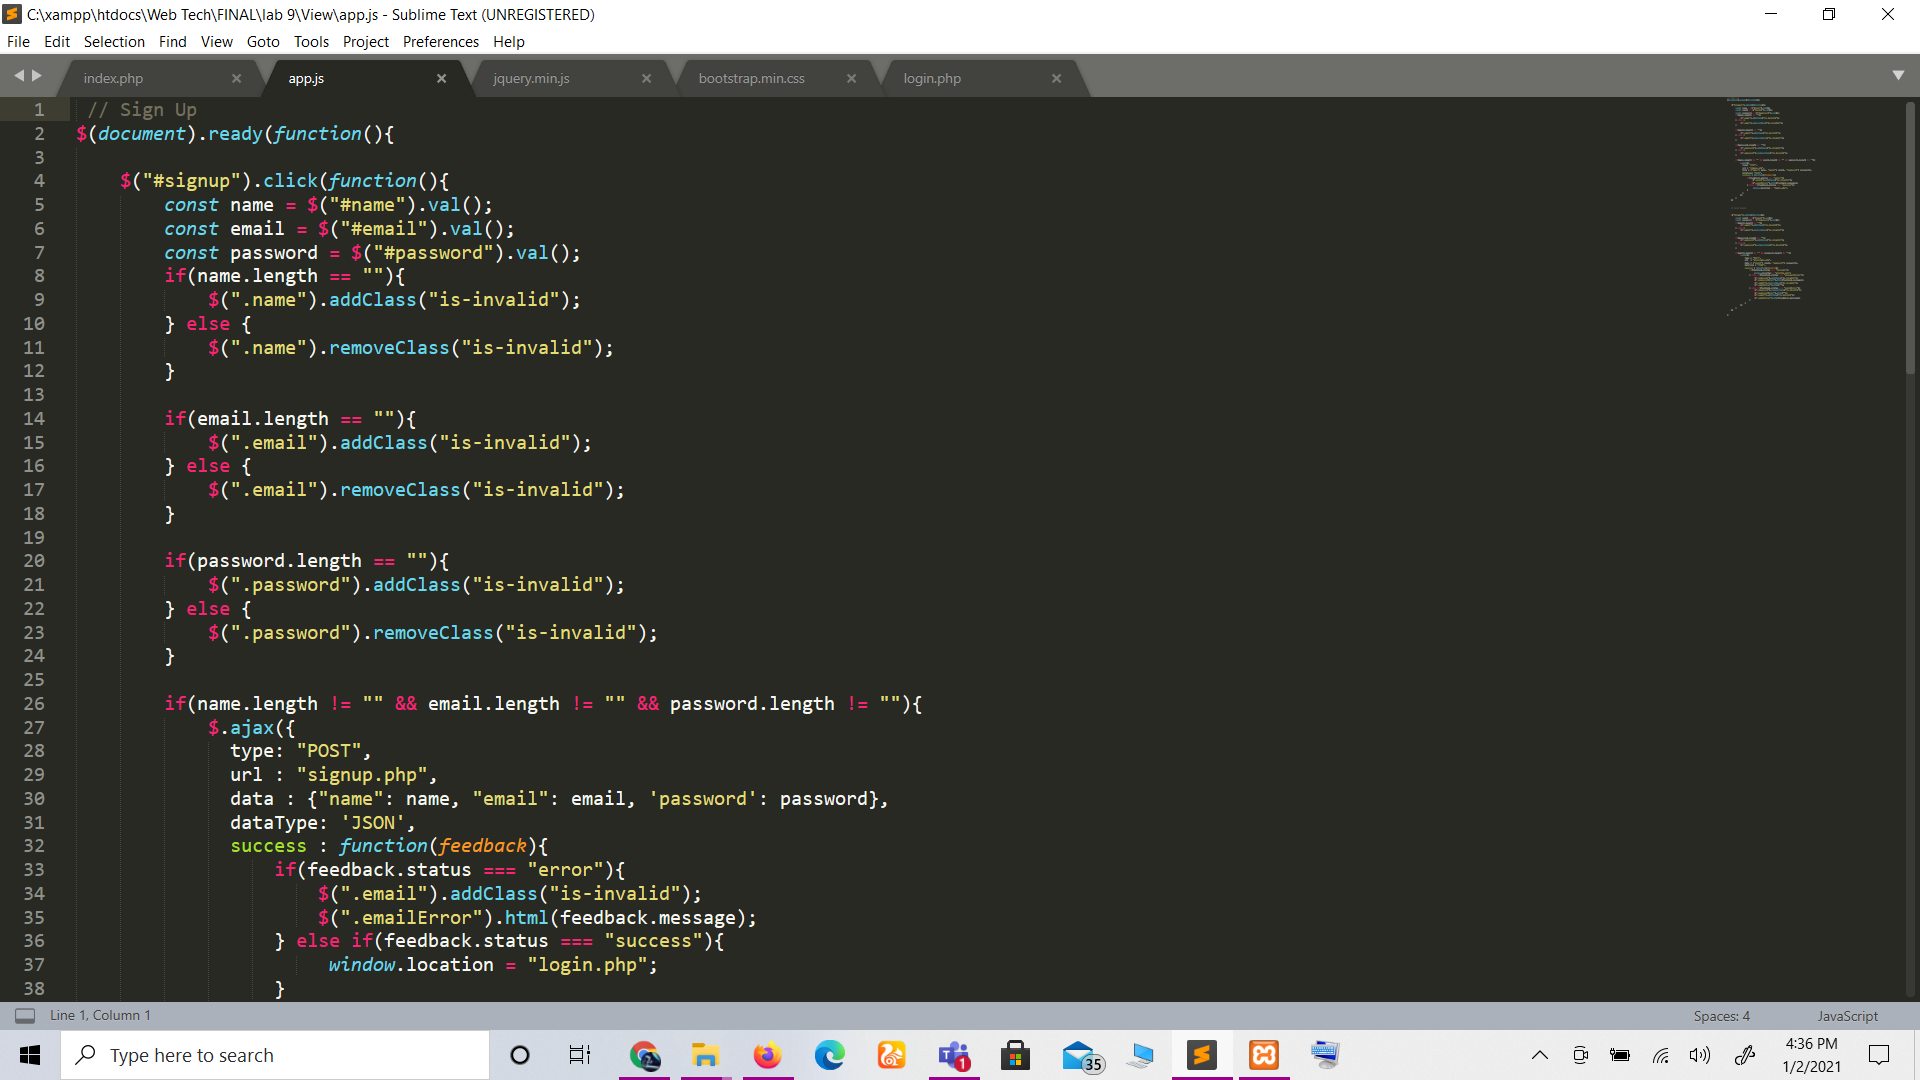 C:\xampp\htdocs\Web Tech\FINAL\lab 9\View\app.js - Sublime Text (UNREGISTERED)
File Edit Selection Find View Goto Tools Project Preferences Help
index.php app.js jquery.min.js bootstrap.min.css login.php
1 // Sign Up
2 $(document).ready(function(){
3
4 $("#signup").click(function(){
5 const name = $("#name").val();
6 const email = $("#email").val();
7 const password = $("#password").val();
8 if(name.length == ""){
9 $(".name").addClass("is-invalid");
10 } else {
11 $(".name").removeClass("is-invalid");
12 }
13
14 if(email.length == ""){
15 $(".email").addClass("is-invalid");
16 } else {
17 $(".email").removeClass("is-invalid");
18 }
19
20 if(password.length == ""){
21 $(".password").addClass("is-invalid");
22 } else {
23 $(".password").removeClass("is-invalid");
24 }
25
26 if(name.length != "" && email.length != "" && password.length != ""){
27 $.ajax({
28 type: "POST",
29 url : "signup.php",
30 data : {"name": name, "email": email, 'password': password},
31 dataType: 'JSON',
32 success : function(feedback){
33 if(feedback.status === "error"){
34 $(".email").addClass("is-invalid");
35 $(".emailError").html(feedback.message);
36 } else if(feedback.status === "success"){
37 window.location = "login.php";
38 }
Line 1, Column 1 Spaces: 4 JavaScript
Type here to search 1 35 4:36 PM
1/2/2021